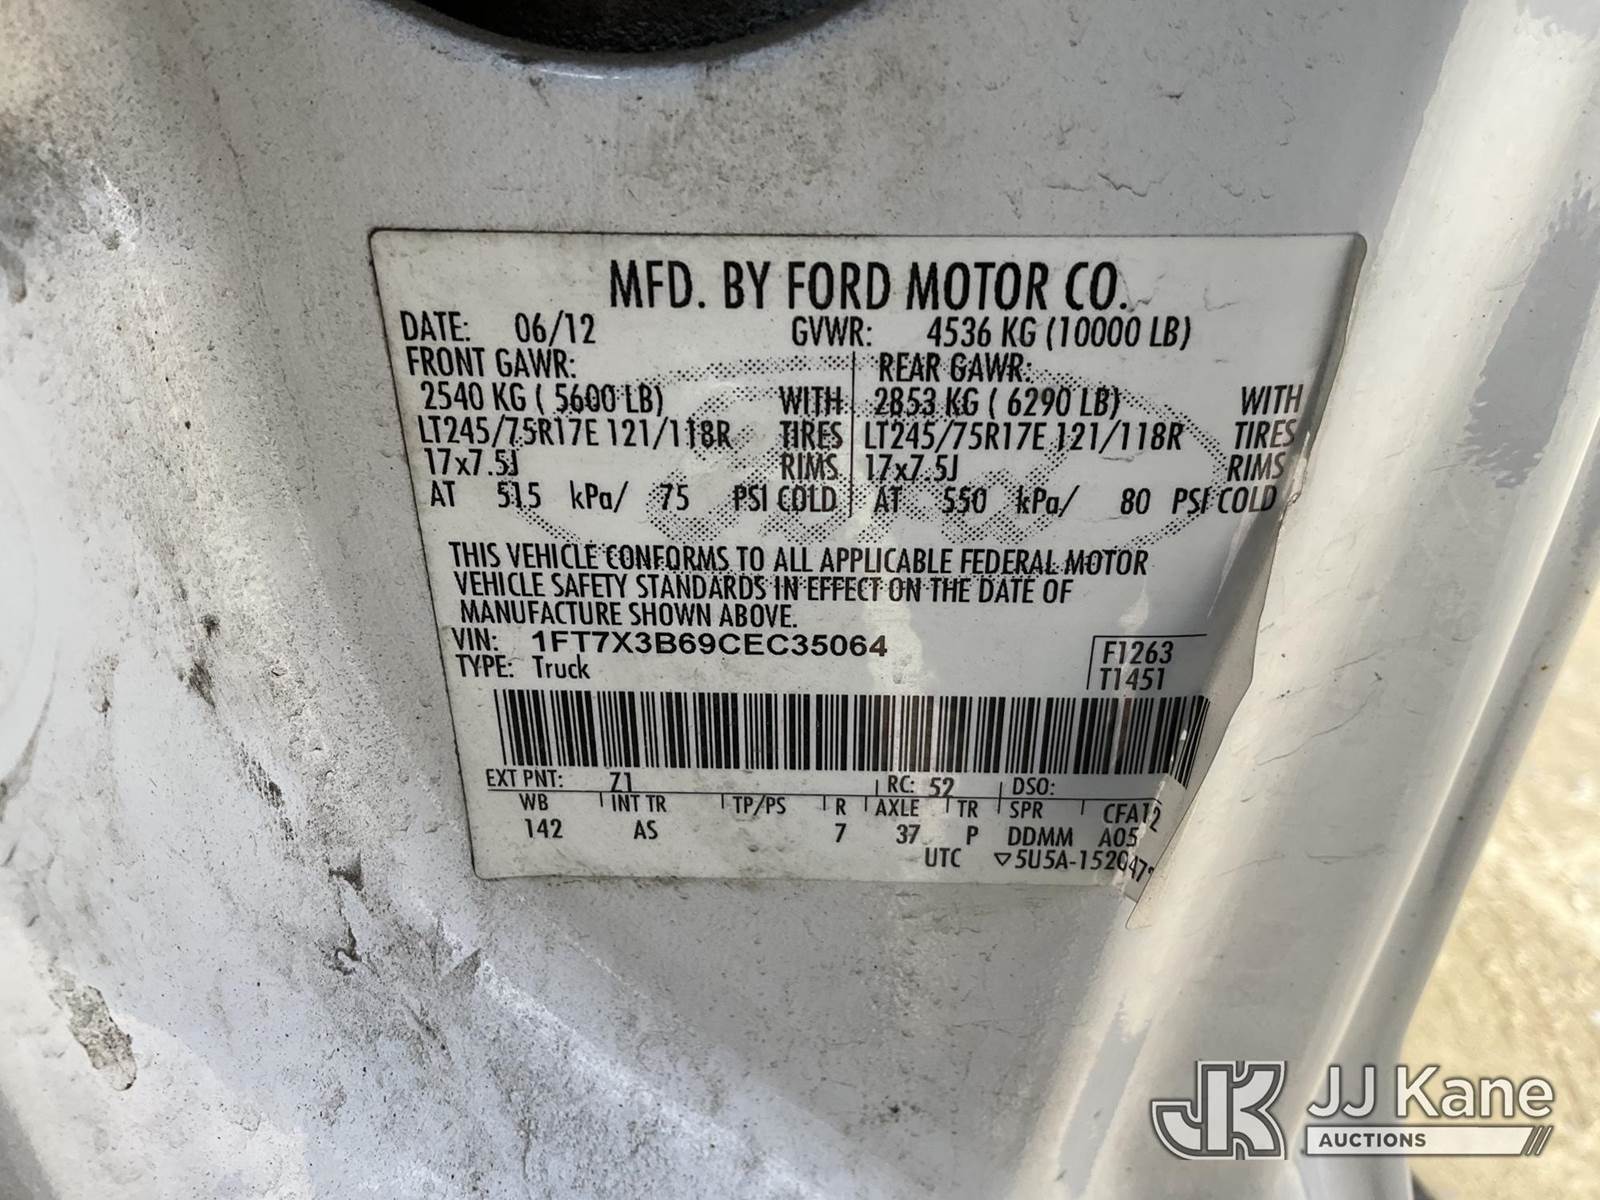 MFD. BY FORD MOTOR CO.
DATE: 06/12 GVWR: 4536 KG (10000 LB)
FRONT GAWR: REAR GAWR:
2540 KG ( 5600 LB) WITH 2853 KG ( 6290 LB) WITH
LT245/75R17E 121/118R TIRES LT245/75R17E 121/118R TIRES
17x7.5J RIMS 17x7.5J RIMS
AT 515 kPa/ 75 PSI COLD AT 550 kPa/ 80 PSI COLD
THIS VEHICLE CONFORMS TO ALL APPLICABLE FEDERAL MOTOR
VEHICLE SAFETY STANDARDS IN EFFECT ON THE DATE OF
MANUFACTURE SHOWN ABOVE.
VIN: 1FT7X3B69CEC35064 F1263
TYPE: Truck T1451
EXT PNT: Z1 RC: 52 DSO:
WB INT TR TP/PS R AXLE TR SPR CFA12
142 AS 7 37 P DDMM A05
UTC ▽5U5A-1520472
JK JJ Kane
AUCTIONS